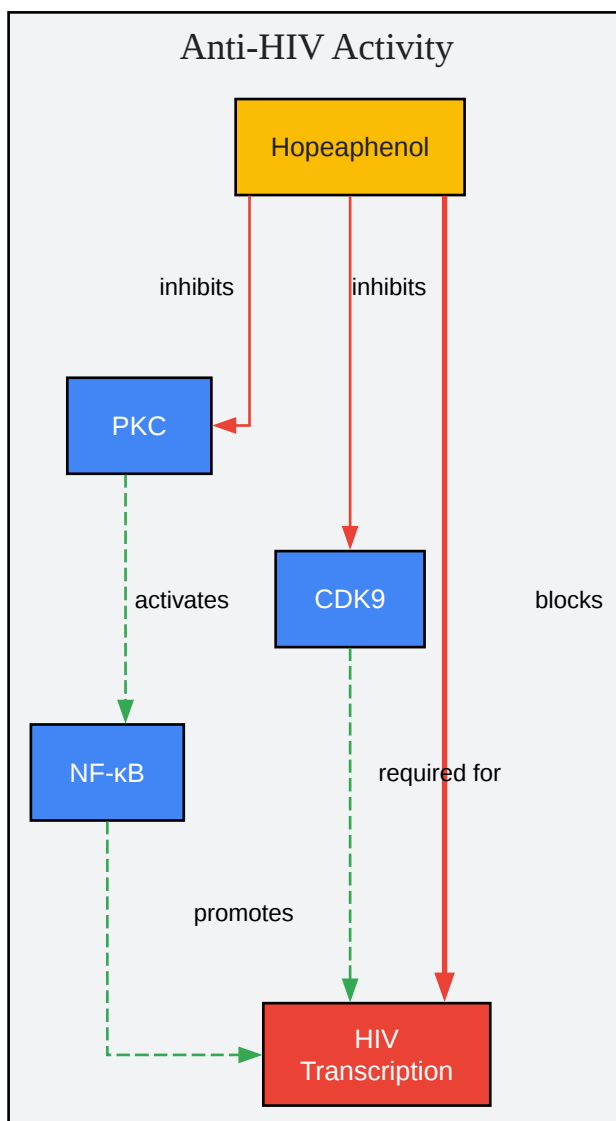 Anti-HIV Activity
Hopeaphenol
inhibits
inhibits
PKC
activates
CDK9
blocks
NF-κB
required for
promotes
HIV
Transcription